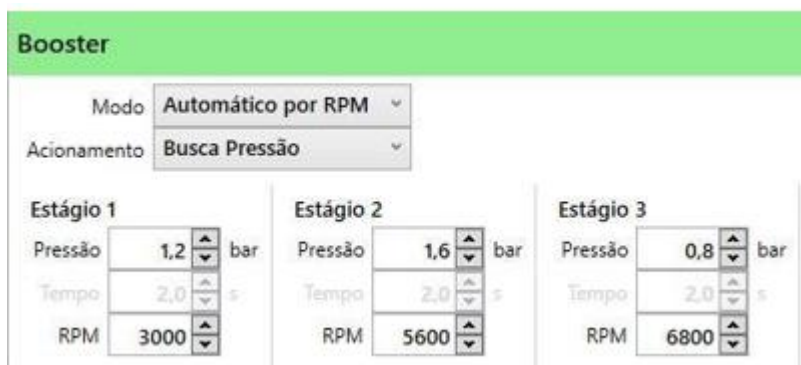 Booster
Modo Automático por RPM
Acionamento Busca Pressão
Estágio 1 Estágio 2 Estágio 3
Pressão 1,2 bar Pressão 1,6 bar Pressão 0,8 bar
Tempo 2,0 s Tempo 2,0 s Tempo 2,0 s
RPM 3000 RPM 5600 RPM 6800